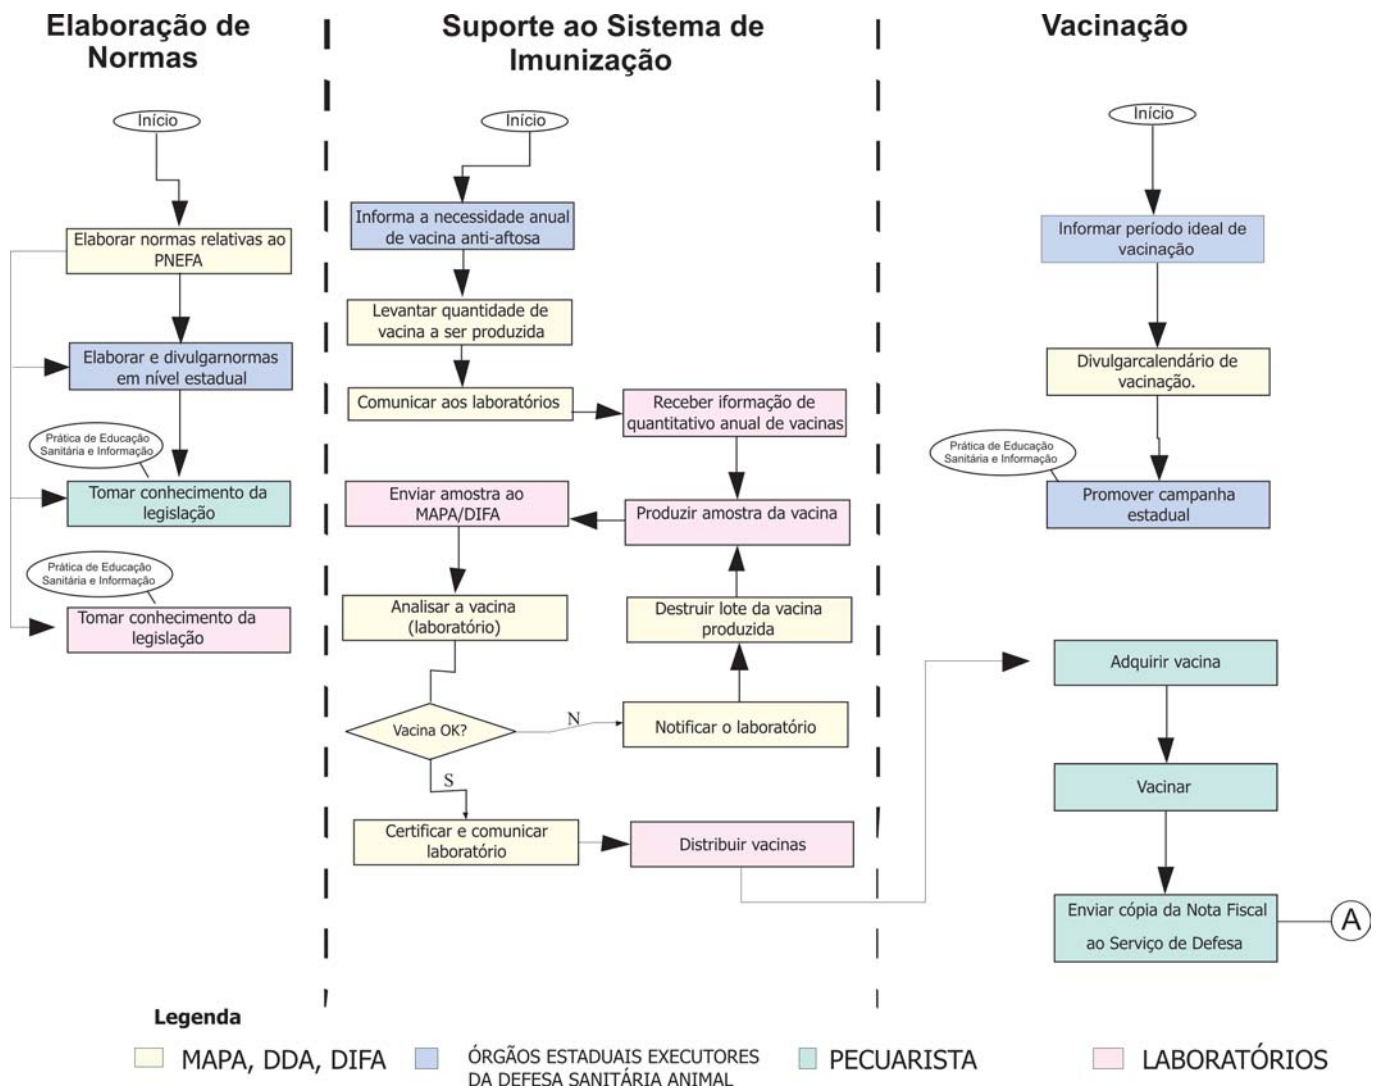 Elaboração de
Normas
Início
Elaborar normas relativas ao
PNEFA
Elaborar e divulgarnormas
em nível estadual
Prática de Educação
Sanitária e Informação
Tomar conhecimento da
legislação
Prática de Educação
Sanitária e Informação
Tomar conhecimento da
legislação
Suporte ao Sistema de
Imunização
Início
Informa a necessidade anual
de vacina anti-aftosa
Levantar quantidade de
vacina a ser produzida
Comunicar aos laboratórios
Receber iformação de
quantitativo anual de vacinas
Enviar amostra ao
MAPA/DIFA
Produzir amostra da vacina
Analisar a vacina
(laboratório)
Destruir lote da vacina
produzida
Vacina OK?
N
Notificar o laboratório
S
Certificar e comunicar
laboratório
Distribuir vacinas
Vacinação
Início
Informar período ideal de
vacinação
Divulgarcalendário de
vacinação.
Prática de Educação
Sanitária e Informação
Promover campanha
estadual
Adquirir vacina
Vacinar
Enviar cópia da Nota Fiscal
ao Serviço de Defesa
A
Legenda
MAPA, DDA, DIFA
ÓRGÃOS ESTADUAIS EXECUTORES
DA DEFESA SANITÁRIA ANIMAL
PECUARISTA
LABORATÓRIOS